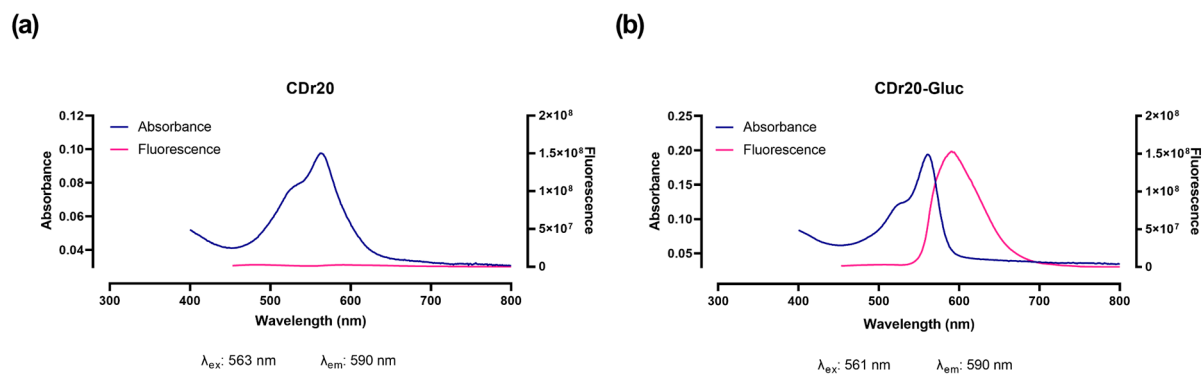 (a)
CDr20
Absorbance
Fluorescence
0.12
0.10
0.08
0.06
0.04
Absorbance
2×10⁸
1.5×10⁸
1×10⁸
5×10⁷
0
Fluorescence
300 400 500 600 700 800
Wavelength (nm)
λex: 563 nm λem: 590 nm
(b)
CDr20-Gluc
Absorbance
Fluorescence
0.25
0.20
0.15
0.10
0.05
Absorbance
2×10⁸
1.5×10⁸
1×10⁸
5×10⁷
0
Fluorescence
300 400 500 600 700 800
Wavelength (nm)
λex: 561 nm λem: 590 nm